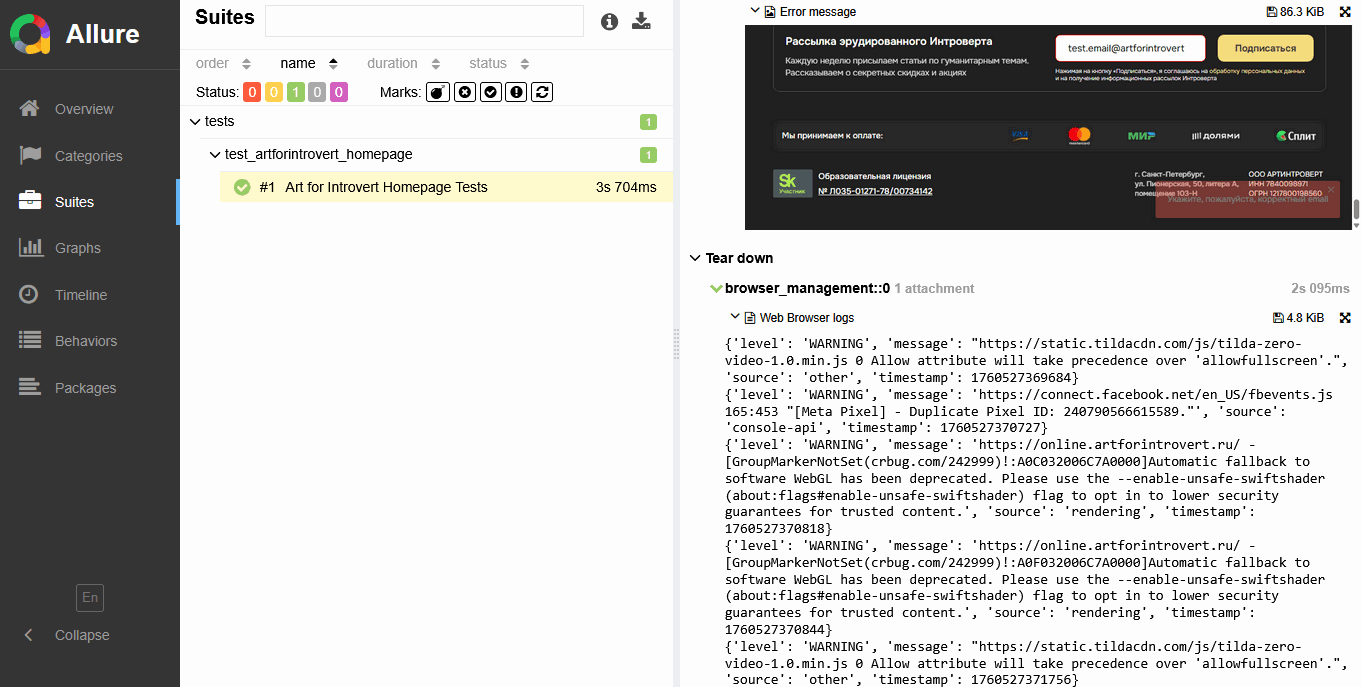 Allure
Overview
Categories
Suites
Graphs
Timeline
Behaviors
Packages
En
Collapse
Suites
order name duration status
Status: 0 0 1 0 0 Marks:
tests 1
test_artforintrovert_homepage 1
#1 Art for Introvert Homepage Tests 3s 704ms
Error message 86.3 KiB
Рассылка эрудированного Интроверта
Каждую неделю присылаем статьи по гуманитарным темам.
Рассказываем о секретных скидках и акциях
test.email@artforintrovert
Подписаться
Нажимая на кнопку «Подписаться», я соглашаюсь на обработку персональных данных
и на получение информационных рассылок Интроверта
Мы принимаем к оплате:
mastercard
МИР
долями
Сплит
Sk
Участник
Образовательная лицензия
№ Л035-01271-78/00734142
г. Санкт-Петербург,
ул. Пионерская, 50, литера А,
помещение 103-Н
ООО АРТИНТРОВЕРТ
ИНН 7840098971
ОГРН 1217800198560
Укажите, пожалуйста, корректный email
Tear down
browser_management::0 1 attachment 2s 095ms
Web Browser logs 4.8 KiB
{'level': 'WARNING', 'message': "https://static.tildacdn.com/js/tilda-zero-
video-1.0.min.js 0 Allow attribute will take precedence over 'allowfullscreen'.",
'source': 'other', 'timestamp': 1760527369684}
{'level': 'WARNING', 'message': 'https://connect.facebook.net/en_US/fbevents.js
165:453 "[Meta Pixel] - Duplicate Pixel ID: 240790566615589."', 'source':
'console-api', 'timestamp': 1760527370727}
{'level': 'WARNING', 'message': 'https://online.artforintrovert.ru/ -
[GroupMarkerNotSet(crbug.com/242999)!:A0C032006C7A0000]Automatic fallback to
software WebGL has been deprecated. Please use the --enable-unsafe-swiftshader
(about:flags#enable-unsafe-swiftshader) flag to opt in to lower security
guarantees for trusted content.', 'source': 'rendering', 'timestamp':
1760527370818}
{'level': 'WARNING', 'message': 'https://online.artforintrovert.ru/ -
[GroupMarkerNotSet(crbug.com/242999)!:A0F032006C7A0000]Automatic fallback to
software WebGL has been deprecated. Please use the --enable-unsafe-swiftshader
(about:flags#enable-unsafe-swiftshader) flag to opt in to lower security
guarantees for trusted content.', 'source': 'rendering', 'timestamp':
1760527370844}
{'level': 'WARNING', 'message': "https://static.tildacdn.com/js/tilda-zero-
video-1.0.min.js 0 Allow attribute will take precedence over 'allowfullscreen'.",
'source': 'other', 'timestamp': 1760527371756}